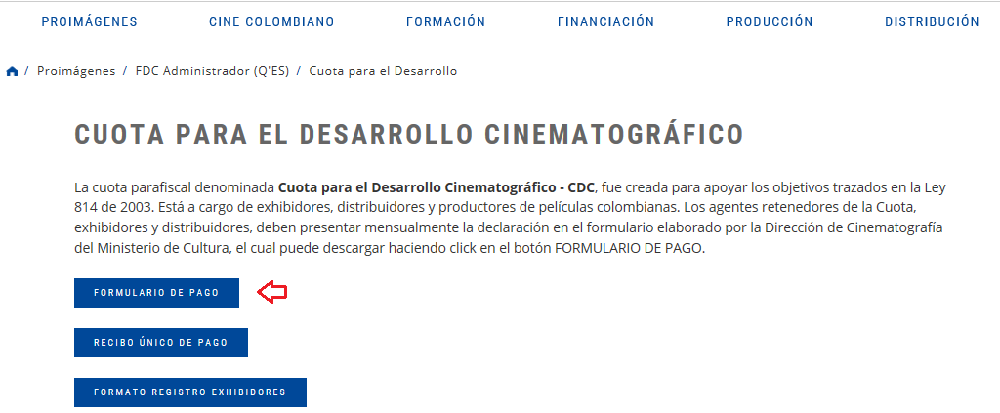 PROIMÁGENES CINE COLOMBIANO FORMACIÓN FINANCIACIÓN PRODUCCIÓN DISTRIBUCIÓN
/ Proimágenes / FDC Administrador (Q'ES) / Cuota para el Desarrollo
CUOTA PARA EL DESARROLLO CINEMATOGRÁFICO
La cuota parafiscal denominada Cuota para el Desarrollo Cinematográfico - CDC, fue creada para apoyar los objetivos trazados en la Ley
814 de 2003. Está a cargo de exhibidores, distribuidores y productores de películas colombianas. Los agentes retenedores de la Cuota,
exhibidores y distribuidores, deben presentar mensualmente la declaración en el formulario elaborado por la Dirección de Cinematografía
del Ministerio de Cultura, el cual puede descargar haciendo click en el botón FORMULARIO DE PAGO.
FORMULARIO DE PAGO
RECIBO ÚNICO DE PAGO
FORMATO REGISTRO EXHIBIDORES